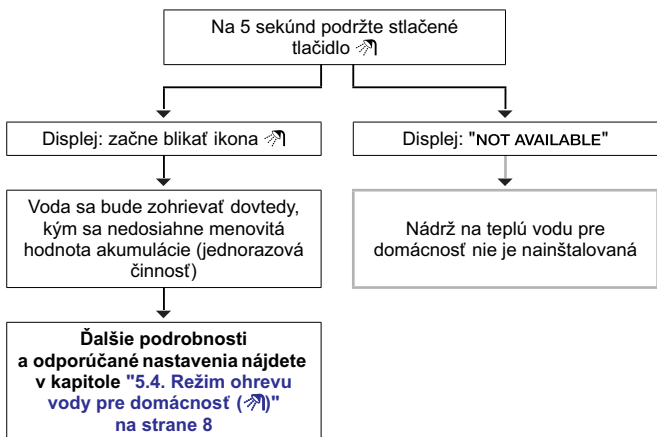 Na 5 sekúnd podržte stlačené
tlačidlo
Displej: začne blikať ikona
Displej: "NOT AVAILABLE"
Voda sa bude zohrievať dovtedy,
kým sa nedosiahne menovitá
hodnota akumulácie (jednorazová
činnosť)
Nádrž na teplú vodu pre
domácnosť nie je nainštalovaná
Ďalšie podrobnosti
a odporúčané nastavenia nájdete
v kapitole "5.4. Režim ohrevu
vody pre domácnosť ()"
na strane 8